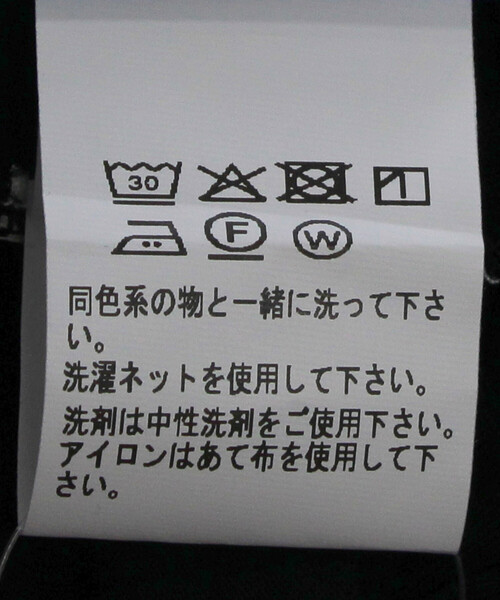 30
F W
同色系の物と一緒に洗って下さ
い。
洗濯ネットを使用して下さい。
洗剤は中性洗剤をご使用下さい。
アイロンはあて布を使用して下
さい。